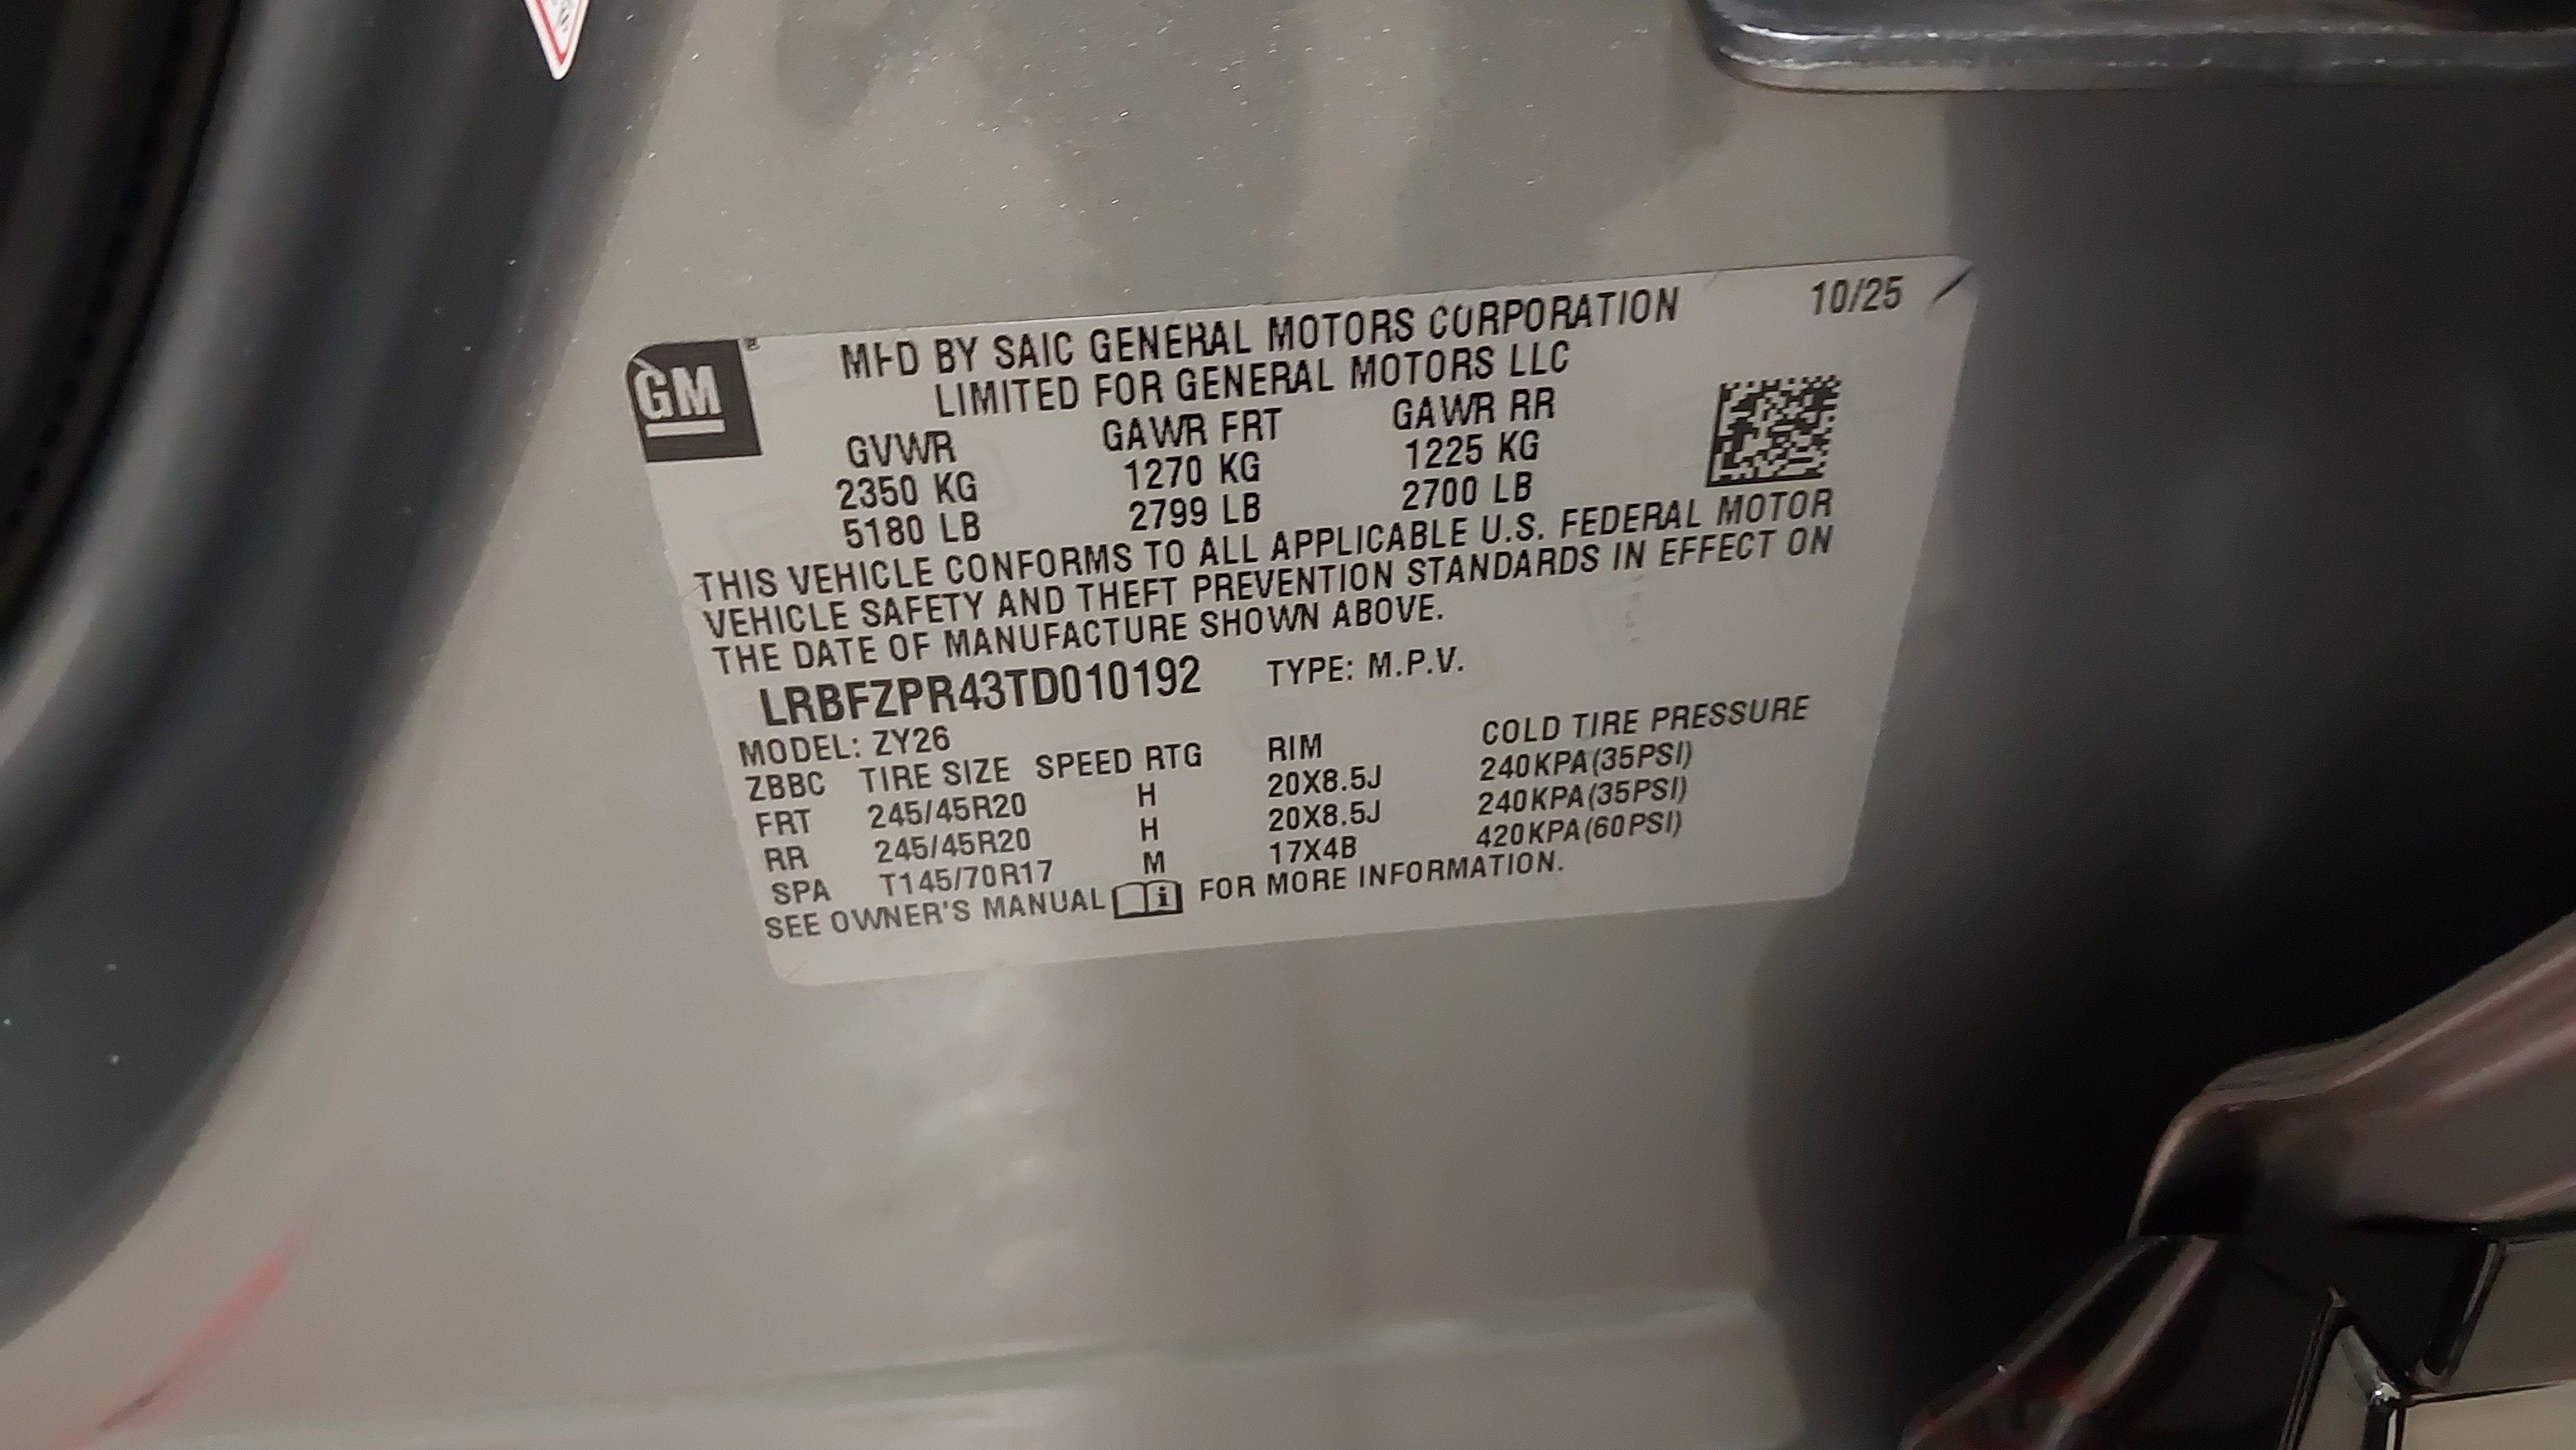 GM
MFD BY SAIC GENERAL MOTORS CORPORATION 10/25
LIMITED FOR GENERAL MOTORS LLC
GVWR GAWR FRT GAWR RR
2350 KG 1270 KG 1225 KG
5180 LB 2799 LB 2700 LB
THIS VEHICLE CONFORMS TO ALL APPLICABLE U.S. FEDERAL MOTOR
VEHICLE SAFETY AND THEFT PREVENTION STANDARDS IN EFFECT ON
THE DATE OF MANUFACTURE SHOWN ABOVE.
LRBFZPR43TD010192 TYPE: M.P.V.
MODEL: ZY26
ZBBC TIRE SIZE SPEED RTG RIM COLD TIRE PRESSURE
FRT 245/45R20 H 20X8.5J 240KPA(35PSI)
RR 245/45R20 H 20X8.5J 240KPA(35PSI)
SPA T145/70R17 M 17X4B 420KPA(60PSI)
SEE OWNER'S MANUAL FOR MORE INFORMATION.